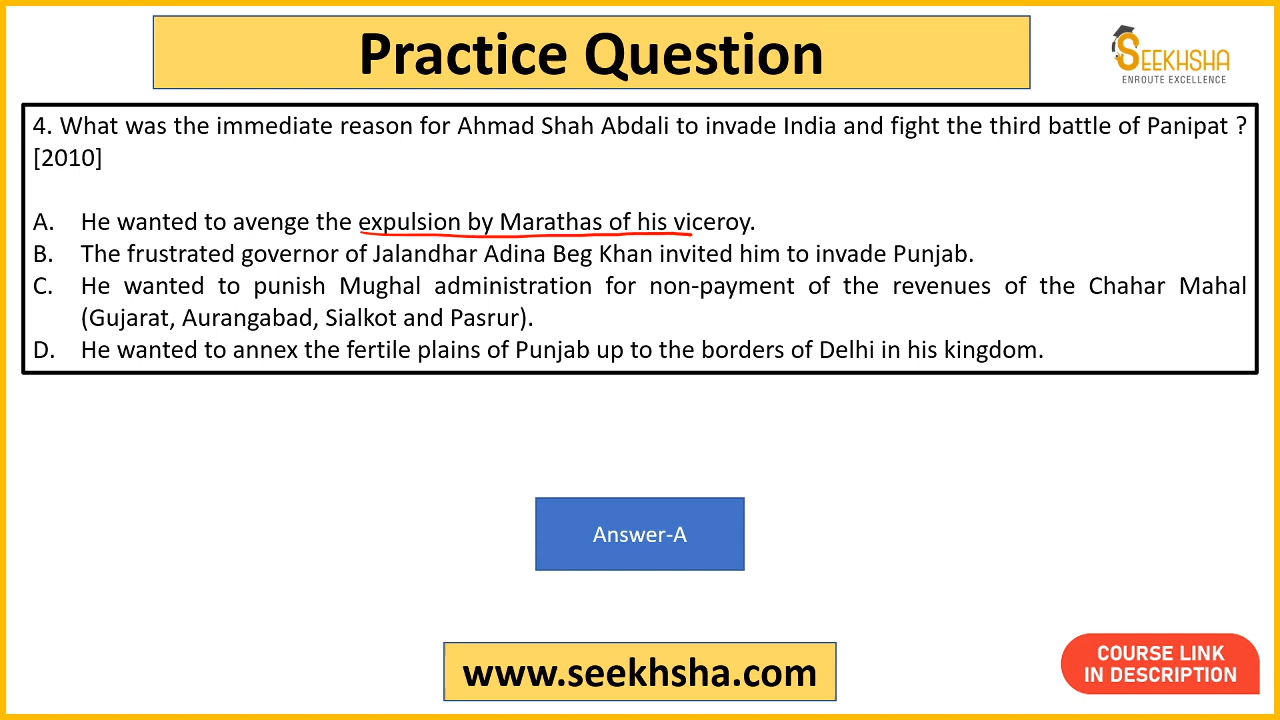 Practice Question
SEEKHSHA
ENROUTE EXCELLENCE
4. What was the immediate reason for Ahmad Shah Abdali to invade India and fight the third battle of Panipat ?
[2010]
A. He wanted to avenge the expulsion by Marathas of his viceroy.
B. The frustrated governor of Jalandhar Adina Beg Khan invited him to invade Punjab.
C. He wanted to punish Mughal administration for non-payment of the revenues of the Chahar Mahal
(Gujarat, Aurangabad, Sialkot and Pasrur).
D. He wanted to annex the fertile plains of Punjab up to the borders of Delhi in his kingdom.
Answer-A
www.seekhsha.com
COURSE LINK
IN DESCRIPTION